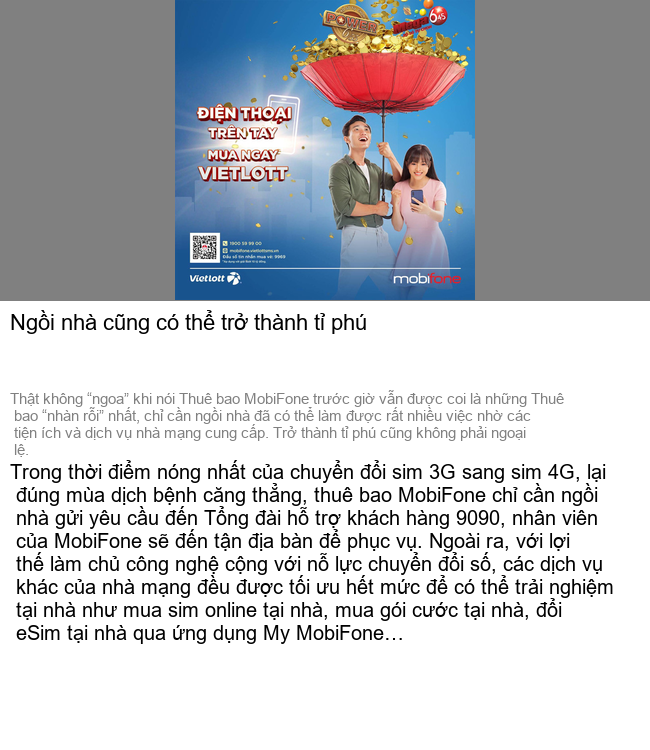 POWER
6/55
Mega
6/45
ĐIỆN THOẠI
TRÊN TAY
MUA NGAY
VIETLOTT
1900 59 99 00
mobifone.vietlottsms.vn
Đầu số tin nhắn mua vé: 9969
Vietlott
mobifone
Ngồi nhà cũng có thể trở thành tỉ phú
Thật không “ngoa” khi nói Thuê bao MobiFone trước giờ vẫn được coi là những Thuê
bao “nhàn rỗi” nhất, chỉ cần ngồi nhà đã có thể làm được rất nhiều việc nhờ các
tiện ích và dịch vụ nhà mạng cung cấp. Trở thành tỉ phú cũng không phải ngoại
lệ.
Trong thời điểm nóng nhất của chuyển đổi sim 3G sang sim 4G, lại
đúng mùa dịch bệnh căng thẳng, thuê bao MobiFone chỉ cần ngồi
nhà gửi yêu cầu đến Tổng đài hỗ trợ khách hàng 9090, nhân viên
của MobiFone sẽ đến tận địa bàn để phục vụ. Ngoài ra, với lợi
thế làm chủ công nghệ cộng với nỗ lực chuyển đổi số, các dịch vụ
khác của nhà mạng đều được tối ưu hết mức để có thể trải nghiệm
tại nhà như mua sim online tại nhà, mua gói cước tại nhà, đổi
eSim tại nhà qua ứng dụng My MobiFone…